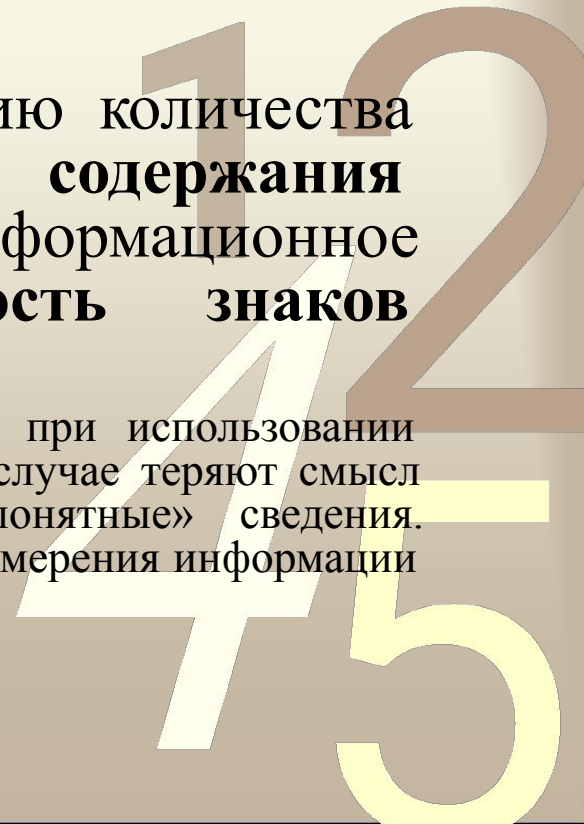 ию количества
содержания
формационное
ость знаков
при использовании
случае теряют смысл
понятные» сведения.
мерения информации
1
2
4
5